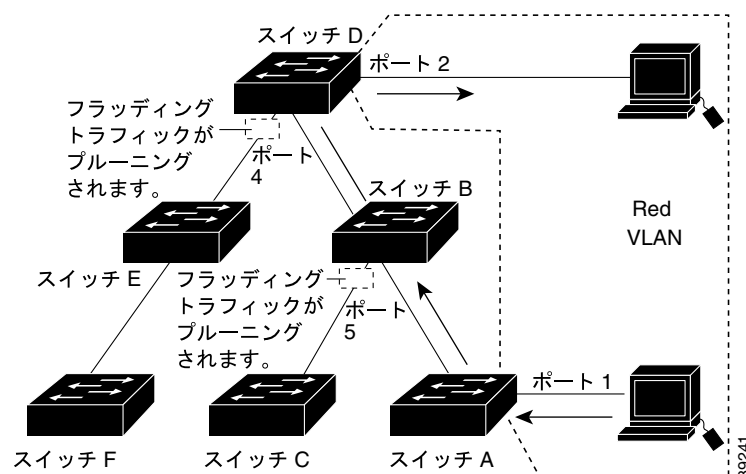 スイッチ D
ポート 2
フラッディング
トラフィックが
プルーニング
されます。
ポート
4
スイッチ B
Red
VLAN
スイッチ E
フラッディング
トラフィックが
プルーニング
されます。
ポート
5
ポート 1
スイッチ F
スイッチ C
スイッチ A